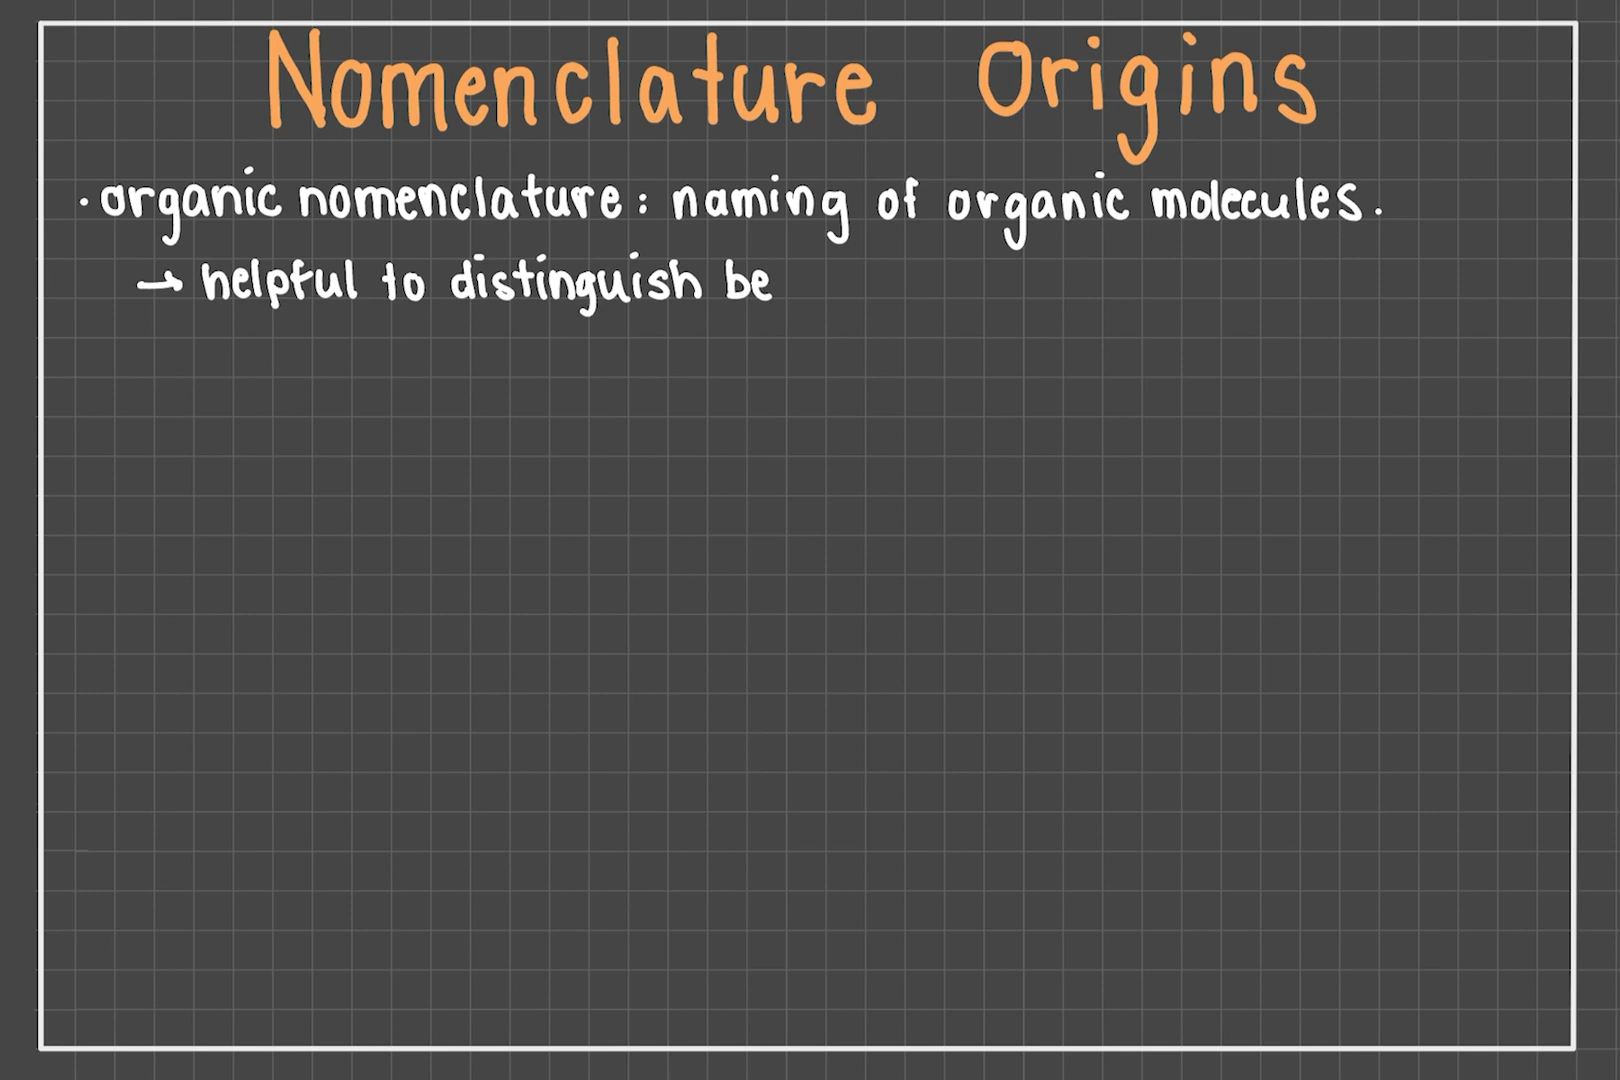 Nomenclature Origins
· organic nomenclature: naming of organic molecules.
→ helpful to distinguish be